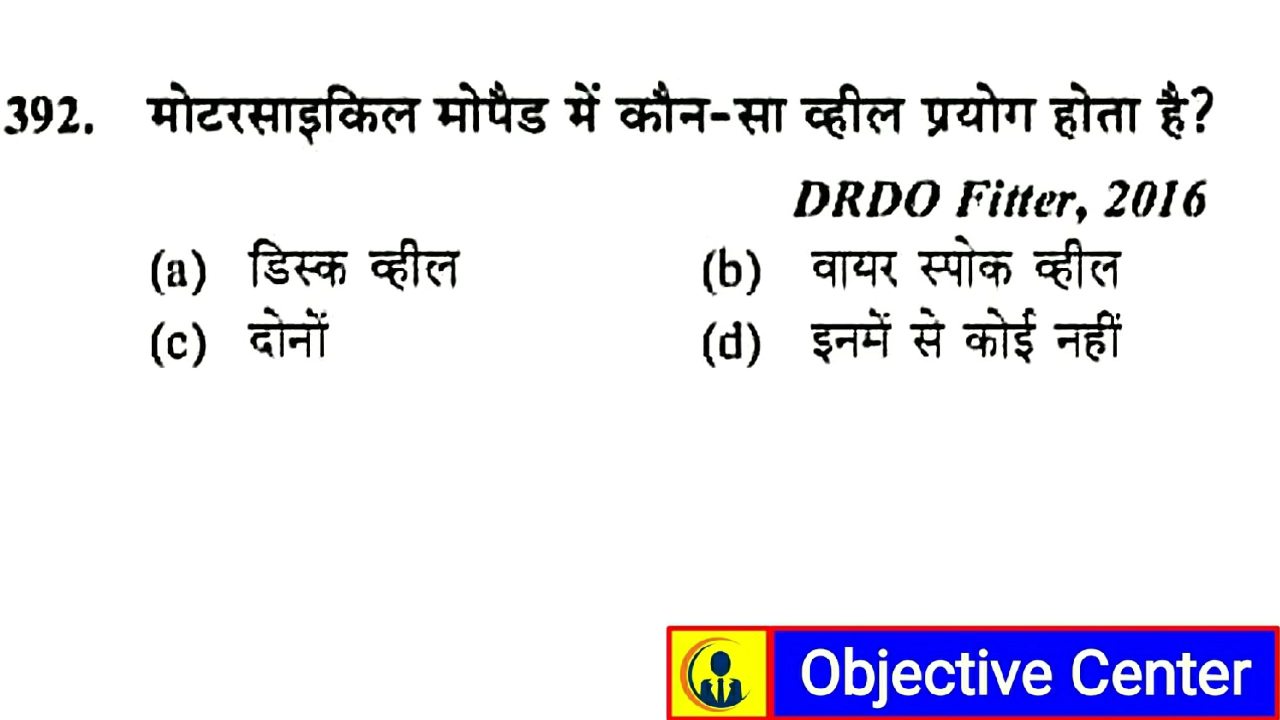 392. मोटरसाइकिल मोपैड में कौन-सा व्हील प्रयोग होता है?
DRDO Fitter, 2016
(a) डिस्क व्हील (b) वायर स्पोक व्हील
(c) दोनों (d) इनमें से कोई नहीं
Objective Center